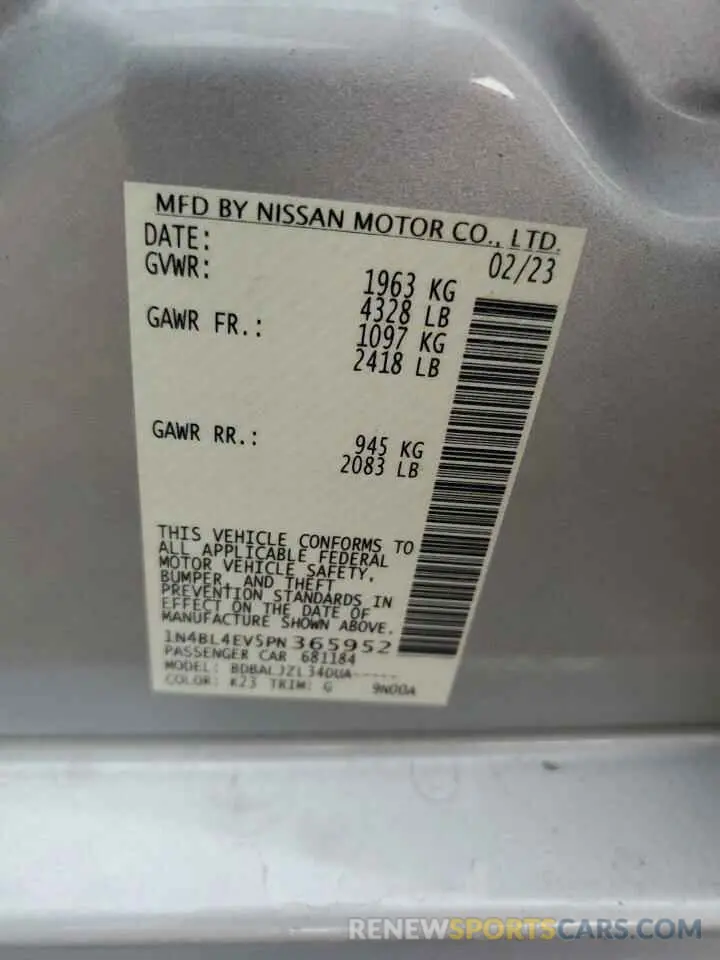 MFD BY NISSAN MOTOR CO., LTD.
DATE: 02/23
GVWR: 1963 KG
4328 LB
GAWR FR.: 1097 KG
2418 LB
GAWR RR.: 945 KG
2083 LB
THIS VEHICLE CONFORMS TO
ALL APPLICABLE FEDERAL
MOTOR VEHICLE SAFETY,
BUMPER, AND THEFT
PREVENTION STANDARDS IN
EFFECT ON THE DATE OF
MANUFACTURE SHOWN ABOVE.
1N4BL4EV5PN365952
PASSENGER CAR 681184
MODEL: BDBALJZL34DUA-----
COLOR: K23 TRIM: G 9N00A
RENEWSPORTSCARS.COM